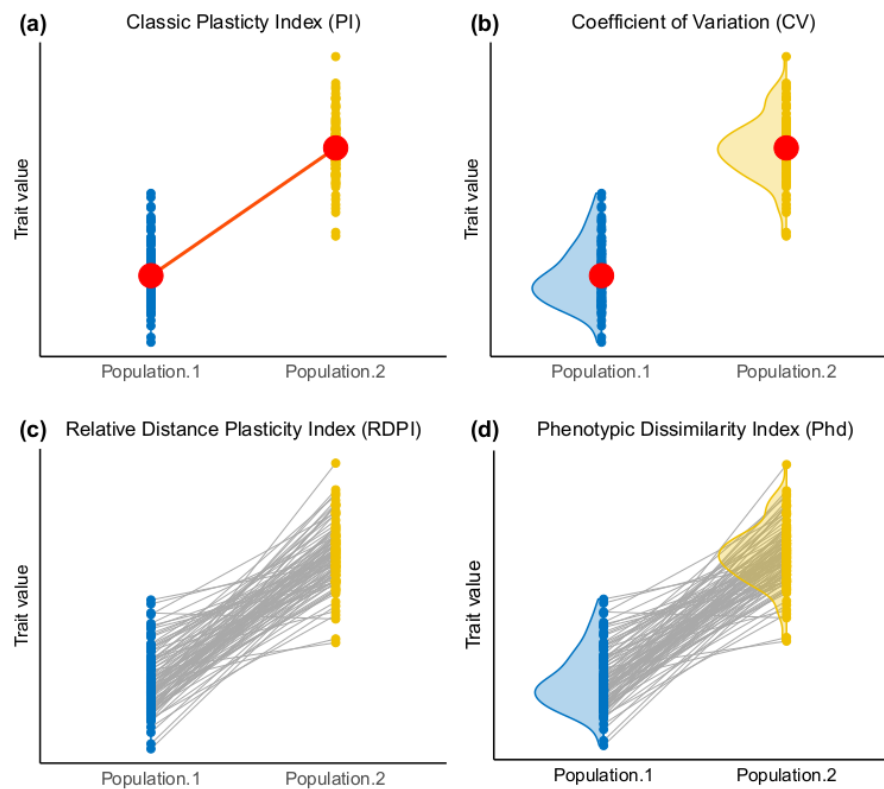 (a) Classic Plasticty Index (PI)
Trait value
Population.1 Population.2
(b) Coefficient of Variation (CV)
Trait value
Population.1 Population.2
(c) Relative Distance Plasticity Index (RDPI)
Trait value
Population.1 Population.2
(d) Phenotypic Dissimilarity Index (Phd)
Trait value
Population.1 Population.2